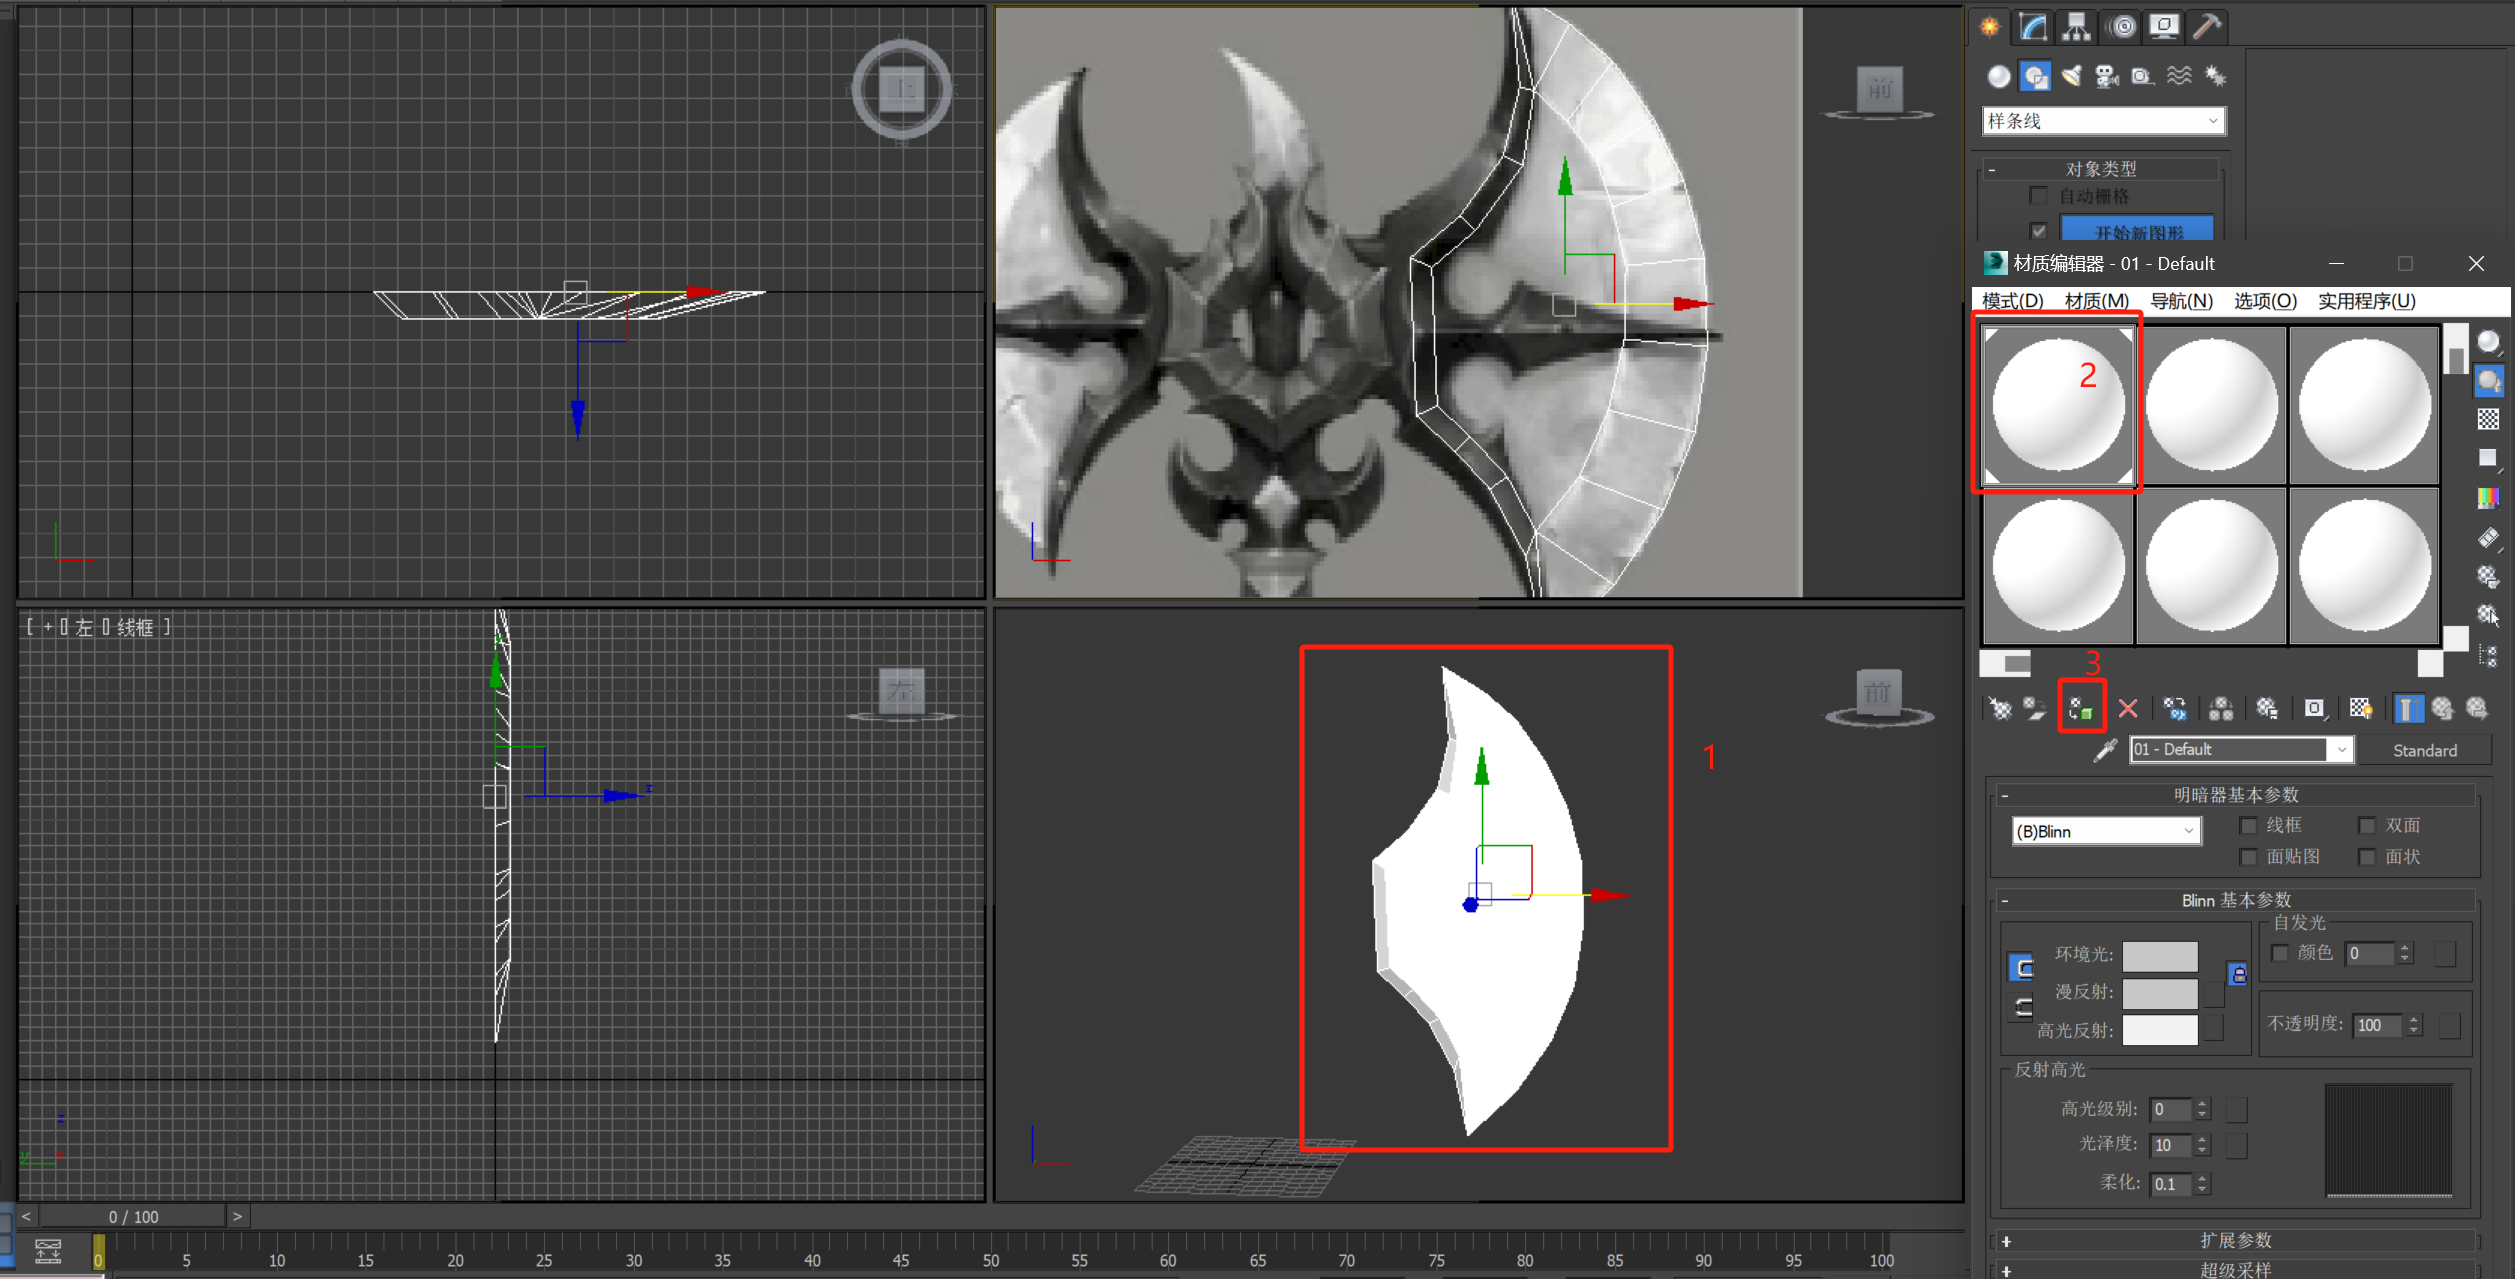 上
前
样条线
- 对象类型
自动栅格
开始新图形
材质编辑器 - 01 - Default
模式(D) 材质(M) 导航(N) 选项(O) 实用程序(U)
2
[ + ] 左 [] 线框 ]
左
z
前
1
3
01 - Default
Standard
- 明暗器基本参数
(B)Blinn
线框
双面
面贴图
面状
- Blinn 基本参数
自发光
环境光:
颜色 0
漫反射:
高光反射:
不透明度: 100
反射高光
高光级别: 0
光泽度: 10
柔化: 0.1
+ 扩展参数
+ 超级采样
z
y
< 0 / 100 >
0 5 10 15 20 25 30 35 40 45 50 55 60 65 70 75 80 85 90 95 100